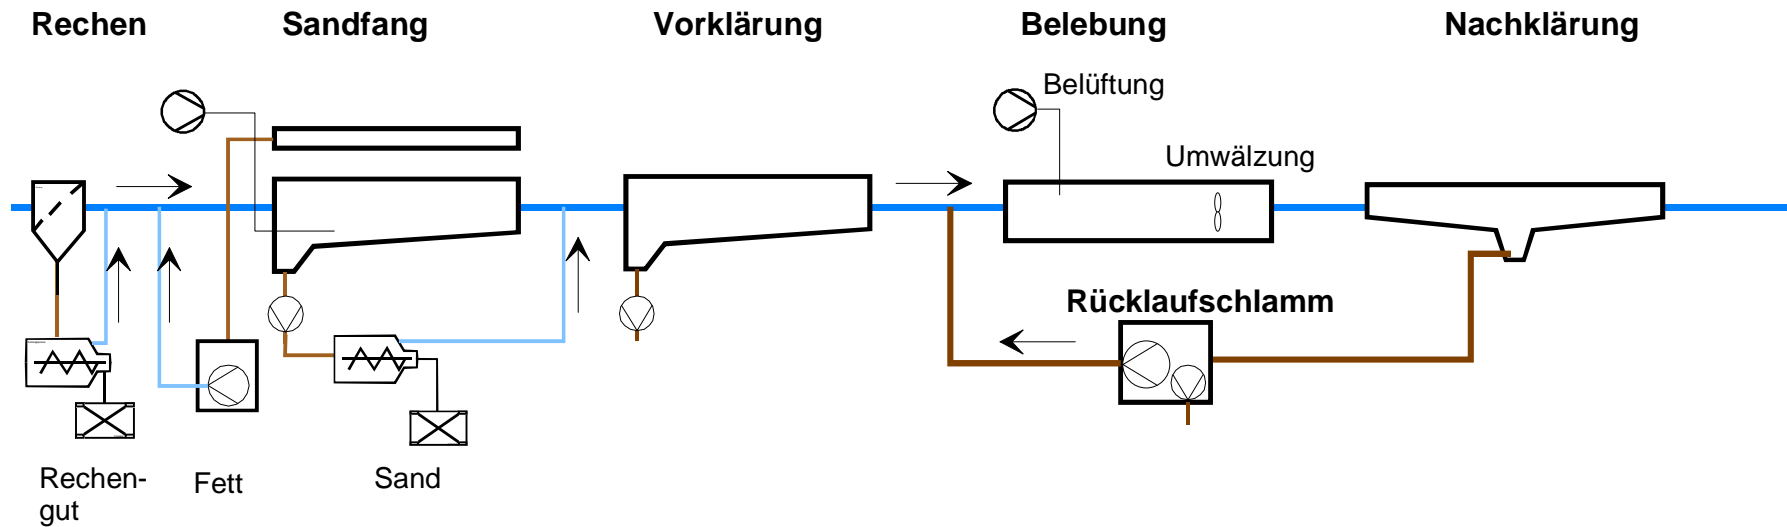 Rechen
Sandfang
Vorklärung
Belebung
Nachklärung
Belüftung
Umwälzung
Rücklaufschlamm
Rechen-
gut
Fett
Sand